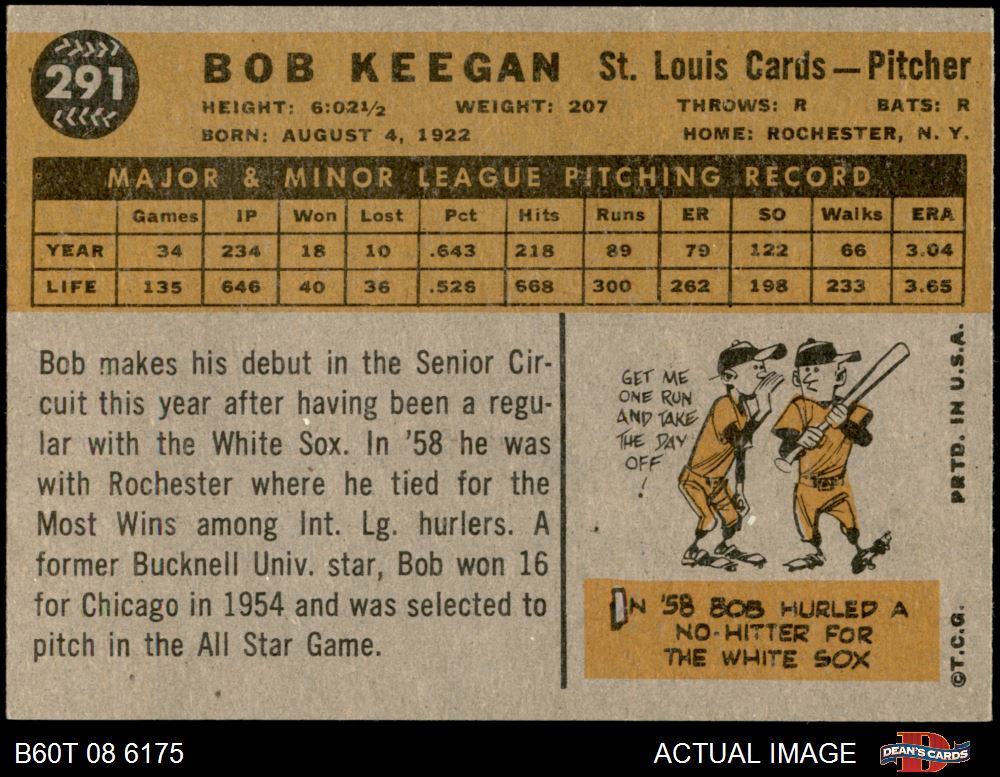 291
BOB KEEGAN St. Louis Cards—Pitcher
HEIGHT: 6:02½ WEIGHT: 207 THROWS: R BATS: R
BORN: AUGUST 4, 1922 HOME: ROCHESTER, N. Y.
MAJOR & MINOR LEAGUE PITCHING RECORD
Games IP Won Lost Pct Hits Runs ER SO Walks ERA
YEAR 34 234 18 10 .643 218 89 79 122 66 3.04
LIFE 135 646 40 36 .526 668 300 262 198 233 3.65
Bob makes his debut in the Senior Cir-
cuit this year after having been a regu-
lar with the White Sox. In '58 he was
with Rochester where he tied for the
Most Wins among Int. Lg. hurlers. A
former Bucknell Univ. star, Bob won 16
for Chicago in 1954 and was selected to
pitch in the All Star Game.
GET ME
ONE RUN
AND TAKE
THE DAY
OFF
!
IN '58 BOB HURLED A
NO-HITTER FOR
THE WHITE SOX
PRTD. IN U.S.A.
©T.C.G.
B60T 08 6175
ACTUAL IMAGE
D
DEAN'S CARDS